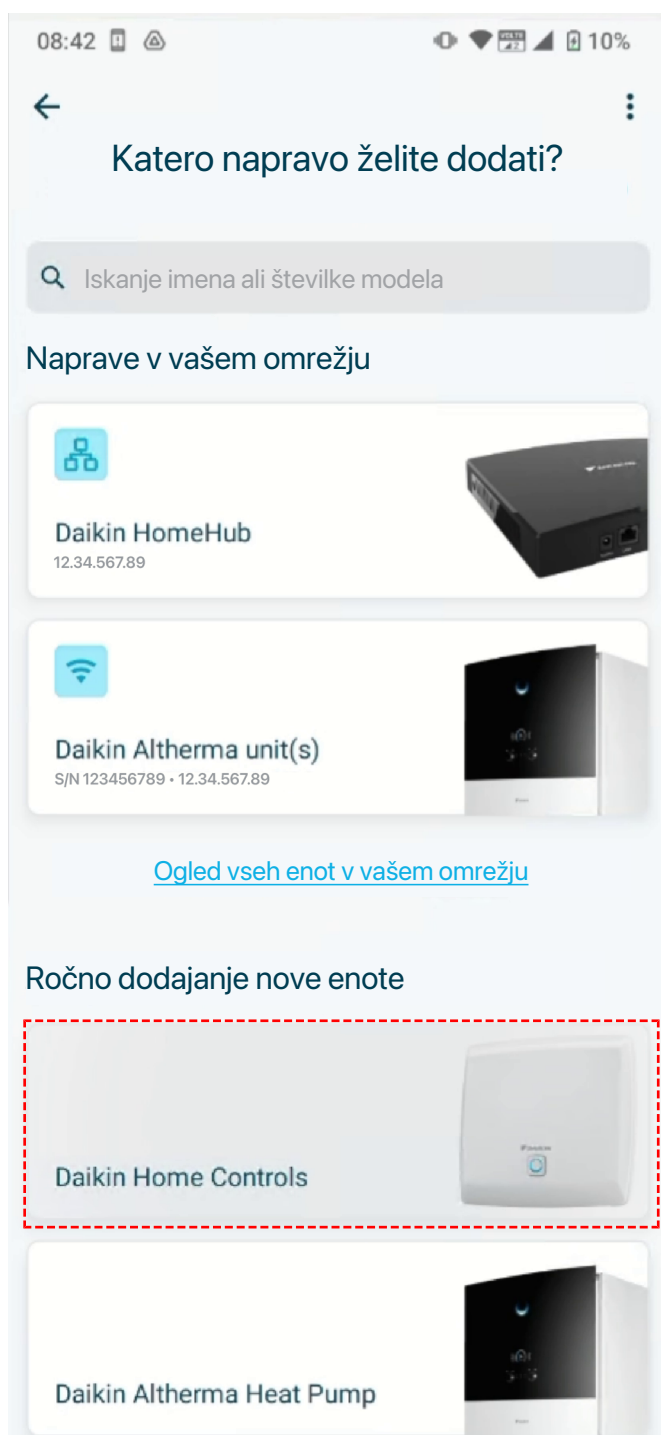 08:42
10%
Katero napravo želite dodati?
Iskanje imena ali številke modela
Naprave v vašem omrežju
Daikin HomeHub
12.34.567.89
Daikin Altherma unit(s)
S/N 123456789 • 12.34.567.89
Ogled vseh enot v vašem omrežju
Ročno dodajanje nove enote
Daikin Home Controls
Daikin Altherma Heat Pump